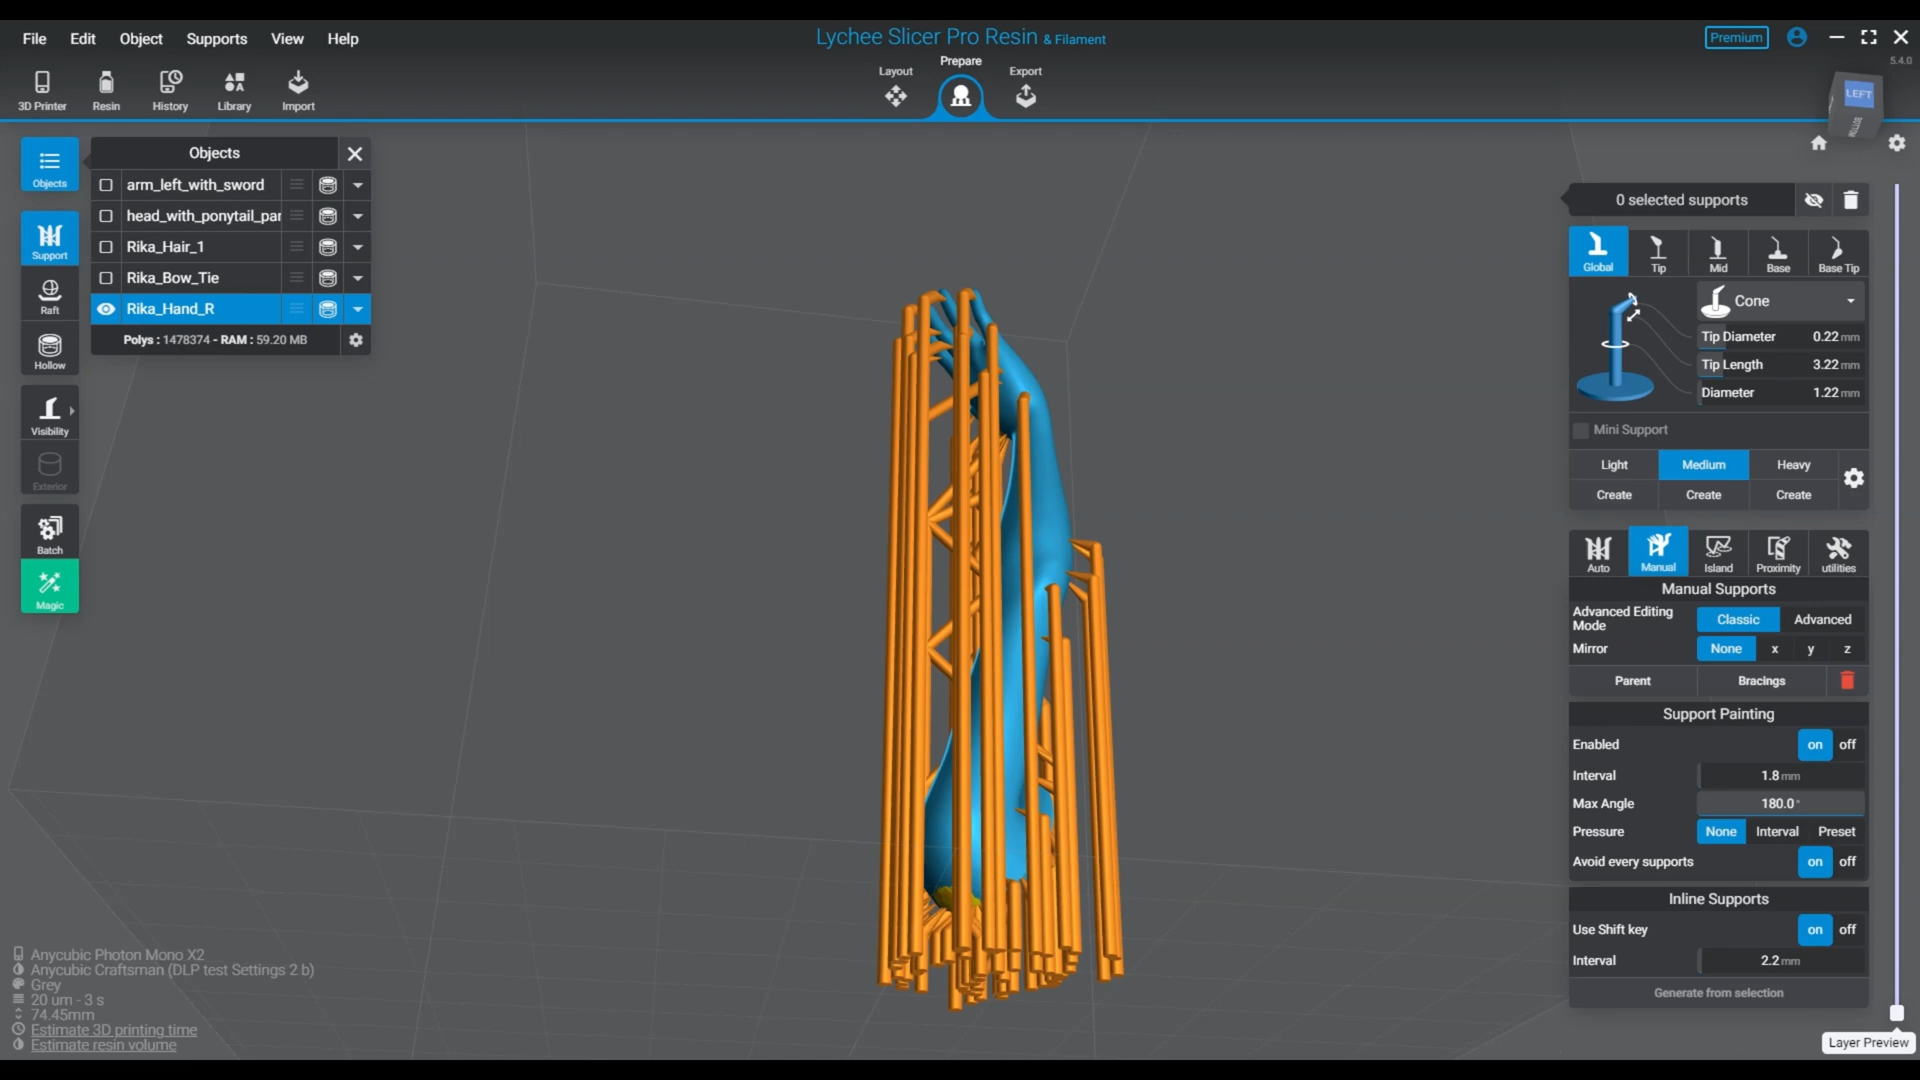 File Edit Object Supports View Help
Lychee Slicer Pro Resin & Filament
Premium
5.4.0
3D Printer Resin History Library Import
Layout Prepare Export
LEFT
BOTTOM
Objects
Objects
arm_left_with_sword
head_with_ponytail_par
Rika_Hair_1
Rika_Bow_Tie
Rika_Hand_R
Polys : 1478374 - RAM : 59.20 MB
Support
Raft
Hollow
Visibility
Exterior
Batch
Magic
0 selected supports
Global Tip Mid Base Base Tip
Cone
Tip Diameter 0.22 mm
Tip Length 3.22 mm
Diameter 1.22 mm
Mini Support
Light Medium Heavy
Create Create Create
Auto Manual Island Proximity utilities
Manual Supports
Advanced Editing
Mode
Classic Advanced
Mirror None x y z
Parent Bracings
Support Painting
Enabled on off
Interval 1.8 mm
Max Angle 180.0 °
Pressure None Interval Preset
Avoid every supports on off
Inline Supports
Use Shift key on off
Interval 2.2 mm
Generate from selection
Layer Preview
Anycubic Photon Mono X2
Anycubic Craftsman (DLP test Settings 2 b)
Grey
20 um - 3 s
74.45mm
Estimate 3D printing time
Estimate resin volume